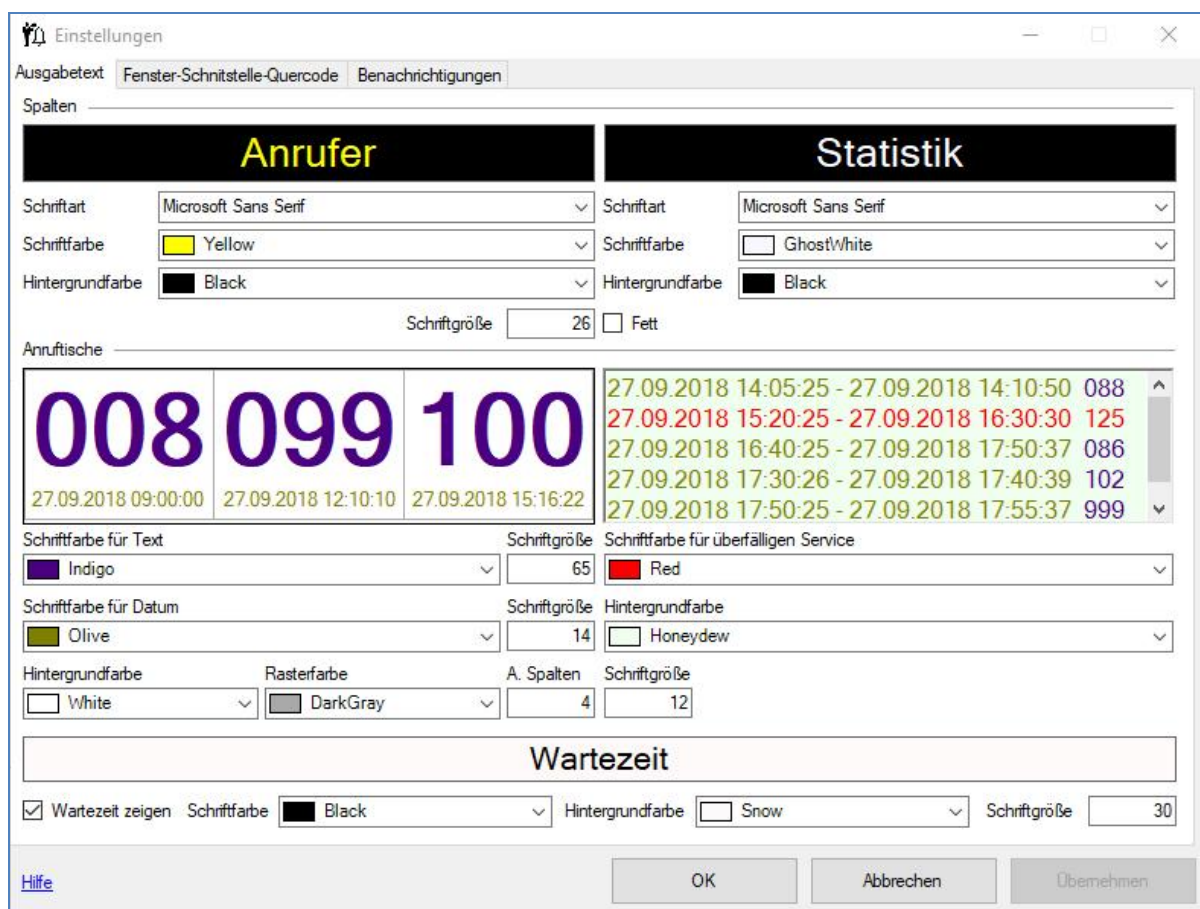 Einstellungen
Ausgabetext Fenster-Schnitstelle-Quercode Benachrichtigungen
Spalten
Anrufer Statistik
Schriftart Microsoft Sans Serif Schriftart Microsoft Sans Serif
Schriftfarbe Yellow Schriftfarbe GhostWhite
Hintergrundfarbe Black Hintergrundfarbe Black
Schriftgröße 26 Fett
Anruftische
008 099 100
27.09.2018 09:00:00 27.09.2018 12:10:10 27.09.2018 15:16:22
27.09.2018 14:05:25 - 27.09.2018 14:10:50 088
27.09.2018 15:20:25 - 27.09.2018 16:30:30 125
27.09.2018 16:40:25 - 27.09.2018 17:50:37 086
27.09.2018 17:30:26 - 27.09.2018 17:40:39 102
27.09.2018 17:50:25 - 27.09.2018 17:55:37 999
Schriftfarbe für Text Schriftgröße Schriftfarbe für überfälligen Service
Indigo 65 Red
Schriftfarbe für Datum Schriftgröße Hintergrundfarbe
Olive 14 Honeydew
Hintergrundfarbe Rasterfarbe A. Spalten Schriftgröße
White DarkGray 4 12
Wartezeit
Wartezeit zeigen Schriftfarbe Black Hintergrundfarbe Snow Schriftgröße 30
Hilfe OK Abbrechen Übernehmen